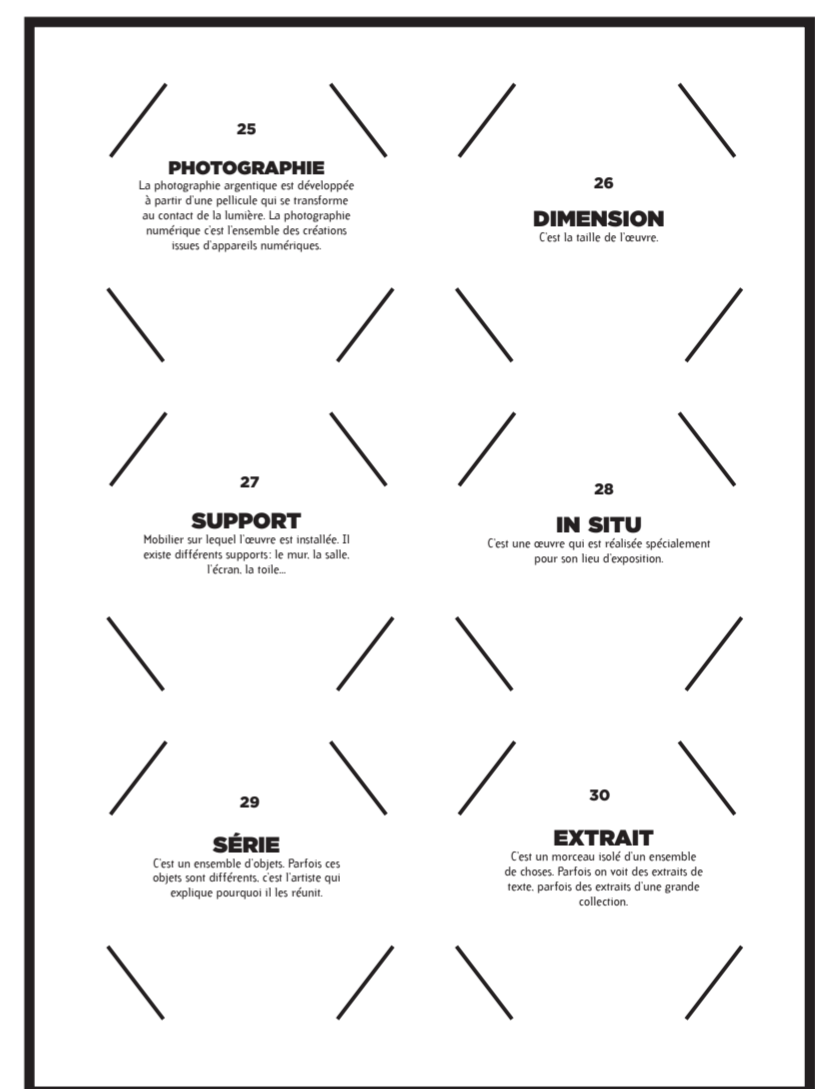 25
PHOTOGRAPHIE
La photographie argentique est développée
à partir d'une pellicule qui se transforme
au contact de la lumière. La photographie
numérique c'est l'ensemble des créations
issues d'appareils numériques.
26
DIMENSION
C'est la taille de l'œuvre.
27
SUPPORT
Mobilier sur lequel l'œuvre est installée. Il
existe différents supports: le mur, la salle,
l'écran, la toile...
28
IN SITU
C'est une œuvre qui est réalisée spécialement
pour son lieu d'exposition.
29
SÉRIE
C'est un ensemble d'objets. Parfois ces
objets sont différents, c'est l'artiste qui
explique pourquoi il les réunit.
30
EXTRAIT
C'est un morceau isolé d'un ensemble
de choses. Parfois on voit des extraits de
texte, parfois des extraits d'une grande
collection.